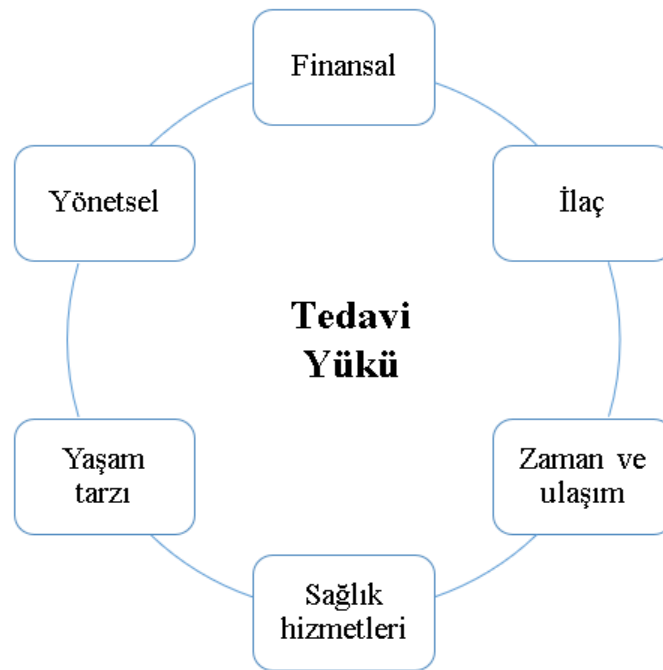 Finansal
İlaç
Zaman ve
ulaşım
Sağlık
hizmetleri
Yaşam
tarzı
Yönetsel
Tedavi
Yükü